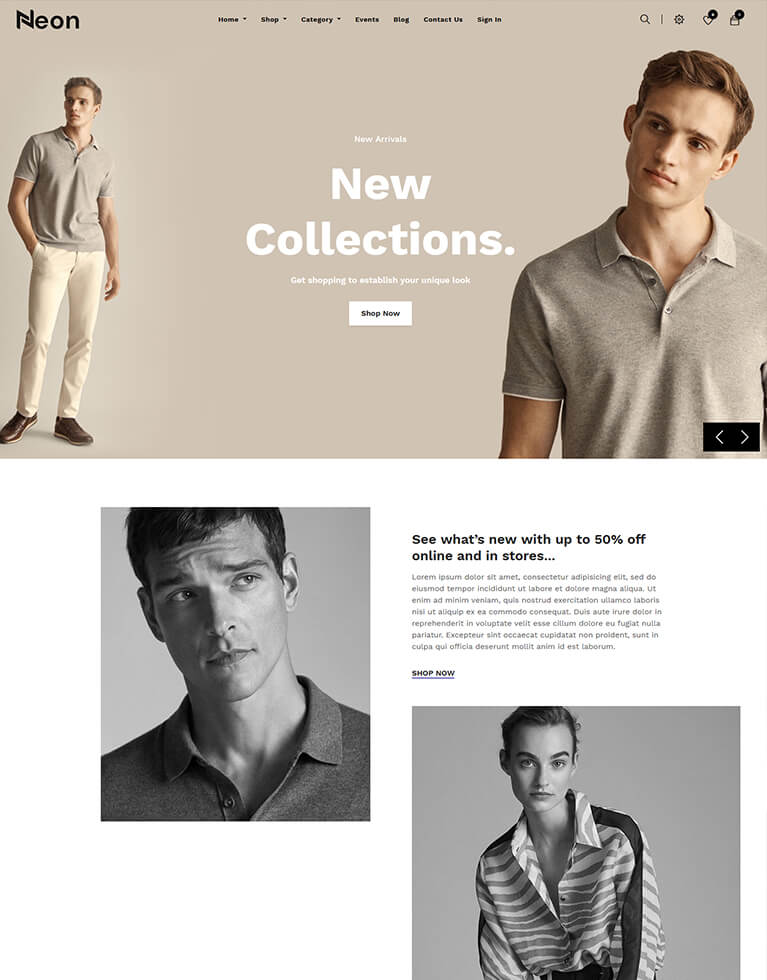 Neon
Home Shop Category Events Blog Contact Us Sign In
New Arrivals
New
Collections.
Get shopping to establish your unique look
Shop Now
See what's new with up to 50% off
online and in stores...
Lorem ipsum dolor sit amet, consectetur adipisicing elit, sed do
eiusmod tempor incididunt ut labore et dolore magna aliqua. Ut
enim ad minim veniam, quis nostrud exercitation ullamco laboris
nisi ut aliquip ex ea commodo consequat. Duis aute irure dolor in
reprehenderit in voluptate velit esse cillum dolore eu fugiat nulla
pariatur. Excepteur sint occaecat cupidatat non proident, sunt in
culpa qui officia deserunt mollit anim id est laborum.
SHOP NOW